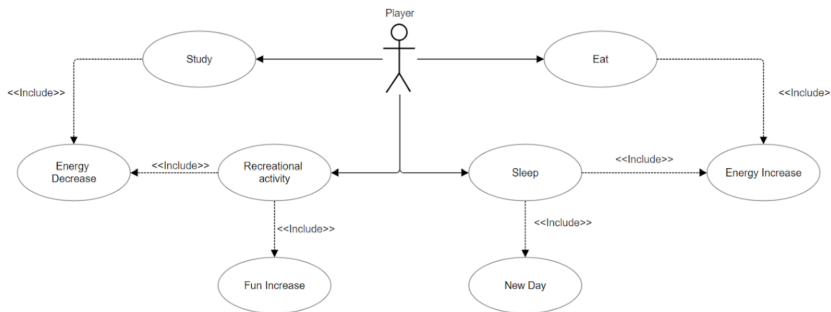 Player
Study
Eat
<<Include>>
<<Include>
Energy
Decrease
<<Include>>
Recreational
activity
Sleep
<<Include>>
Energy Increase
<<Include>>
<<Include>>
Fun Increase
New Day